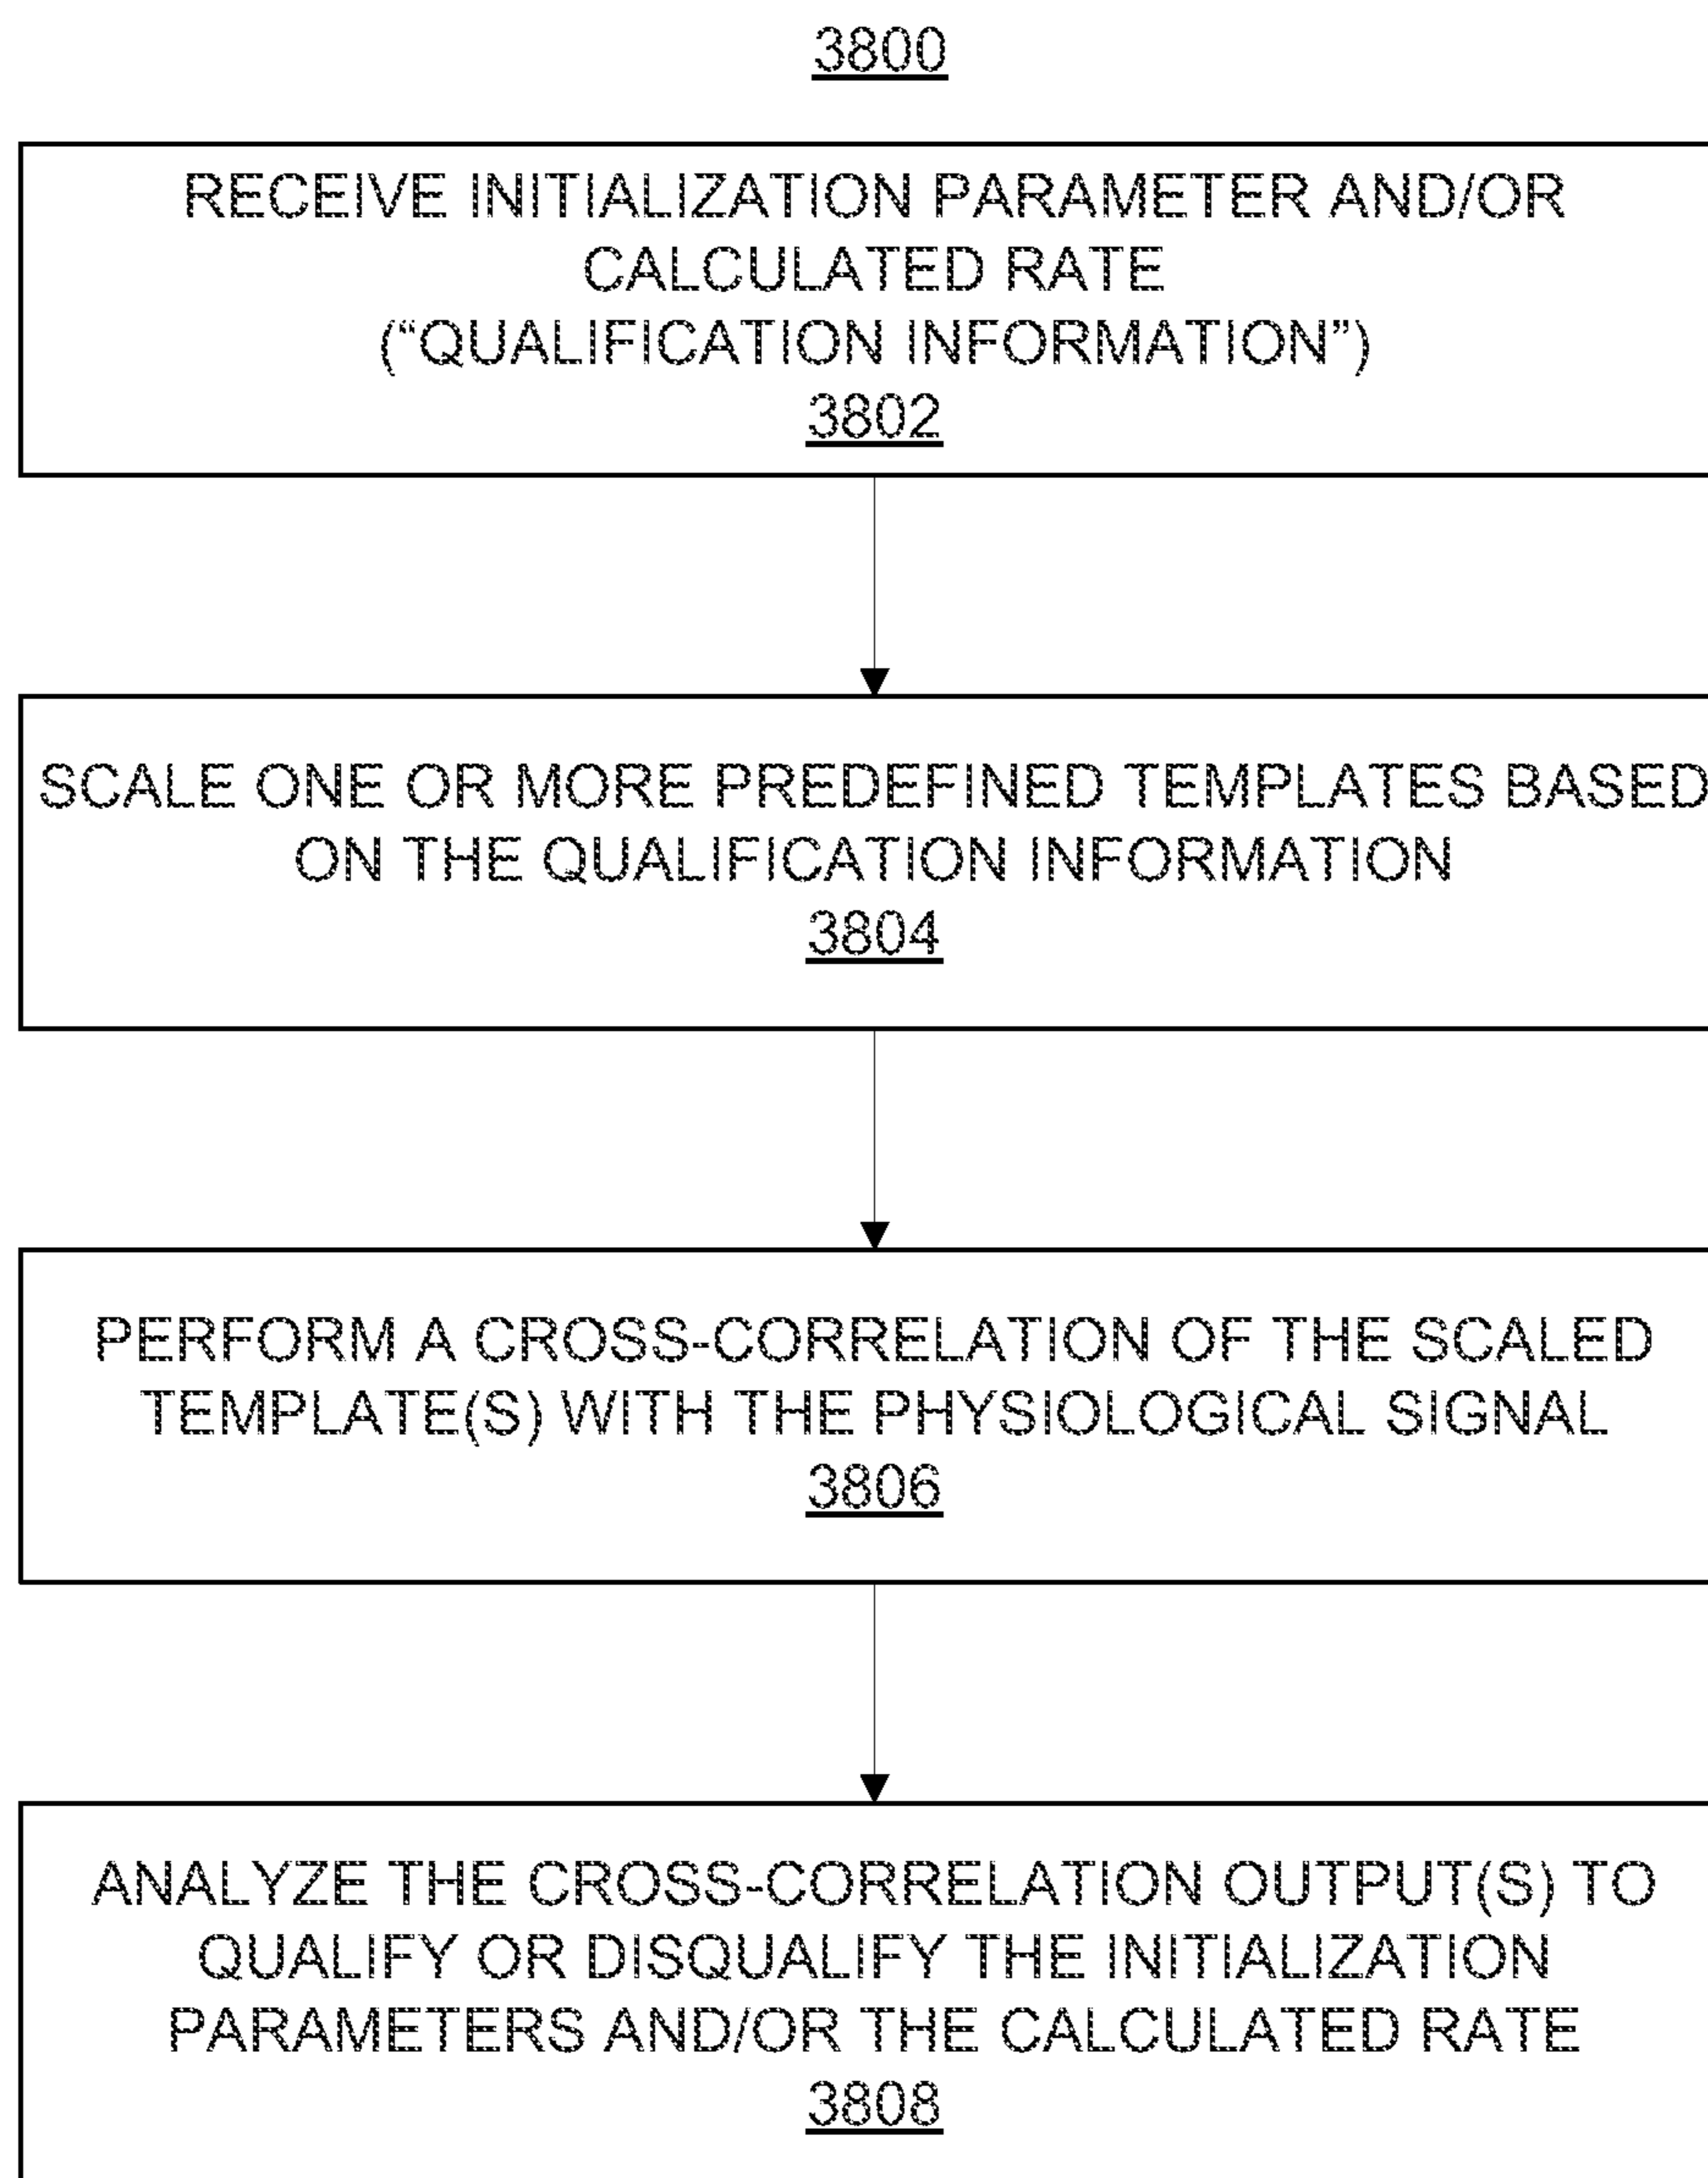 3800
RECEIVE INITIALIZATION PARAMETER AND/OR
CALCULATED RATE
(“QUALIFICATION INFORMATION”)
3802
SCALE ONE OR MORE PREDEFINED TEMPLATES BASED
ON THE QUALIFICATION INFORMATION
3804
PERFORM A CROSS-CORRELATION OF THE SCALED
TEMPLATE(S) WITH THE PHYSIOLOGICAL SIGNAL
3806
ANALYZE THE CROSS-CORRELATION OUTPUT(S) TO
QUALIFY OR DISQUALIFY THE INITIALIZATION
PARAMETERS AND/OR THE CALCULATED RATE
3808